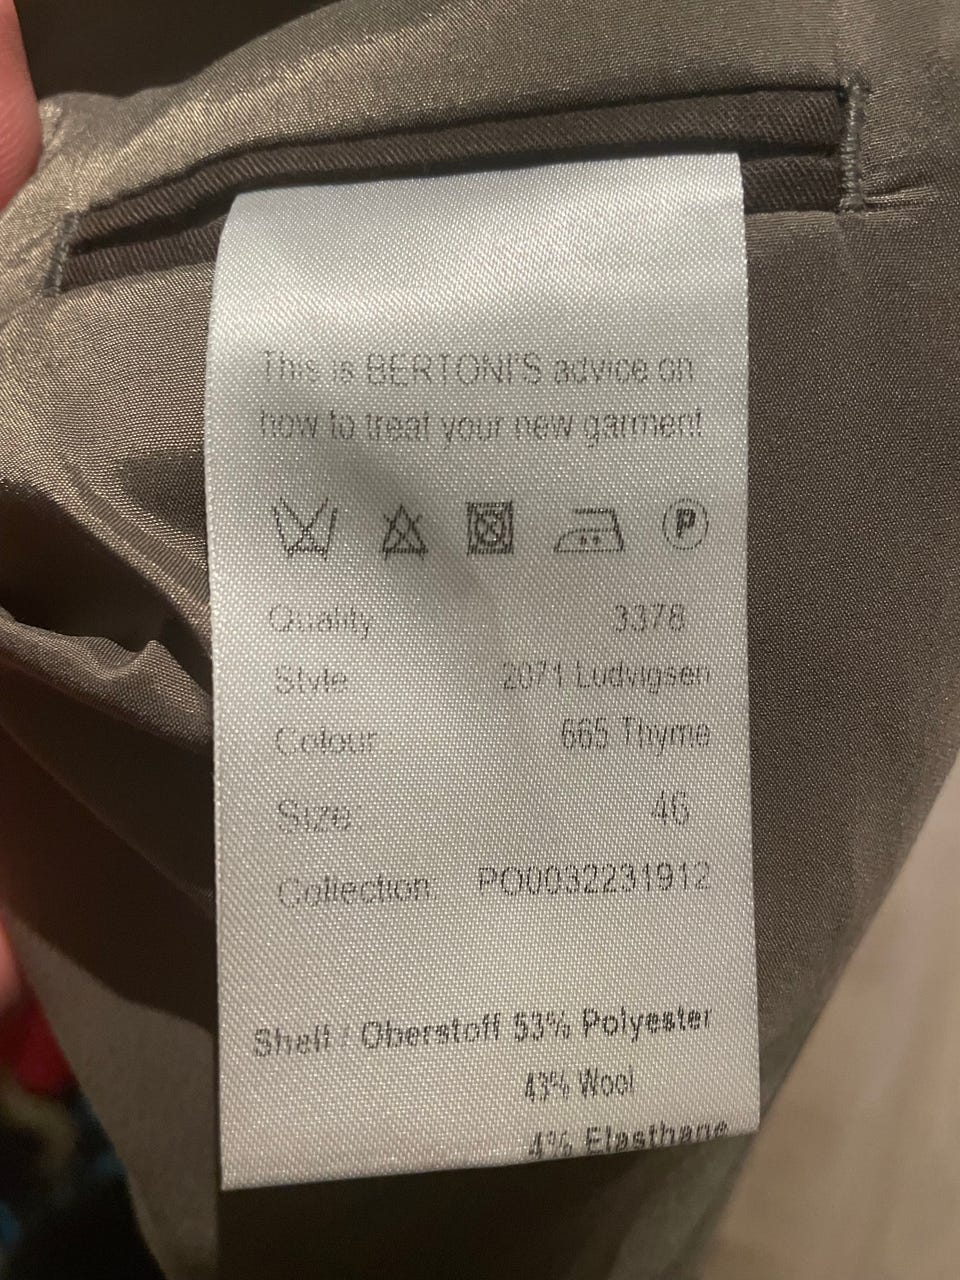 This is BERTONI'S advice on
how to treat your new garment
P
Quality 3378
Style: 2071 Ludvigsen
Colour: 665 Thyme
Size: 46
Collection: PO0032231912
Shell / Oberstoff 53% Polyester
43% Wool
4% Elasthane